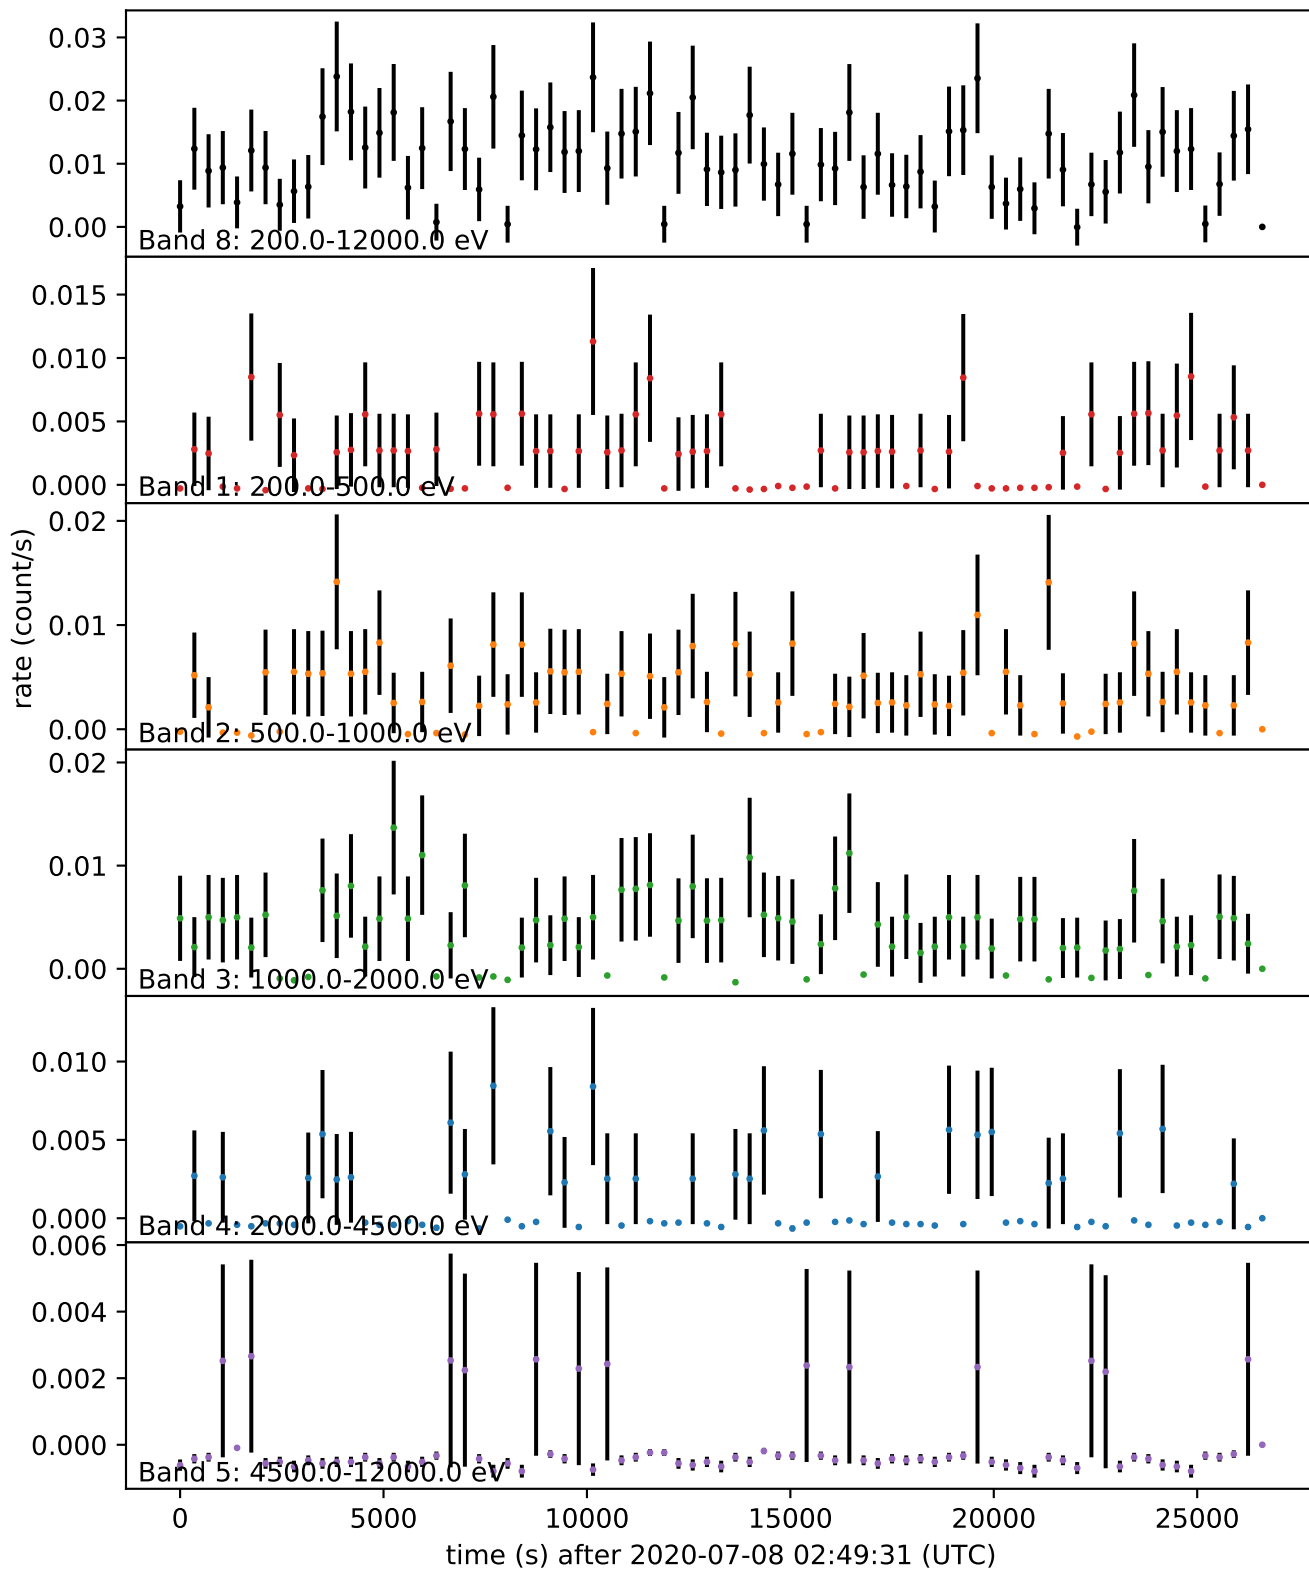 0.03
0.02
0.01
0.00
Band 8: 200.0-12000.0 eV
0.015
0.010
0.005
0.000
Band 1: 200.0-500.0 eV
0.02
0.01
0.00
Band 2: 500.0-1000.0 eV
rate (count/s)
0.02
0.01
0.00
Band 3: 1000.0-2000.0 eV
0.010
0.005
0.000
Band 4: 2000.0-4500.0 eV
0.006
0.004
0.002
0.000
Band 5: 4500.0-12000.0 eV
0 5000 10000 15000 20000 25000
time (s) after 2020-07-08 02:49:31 (UTC)